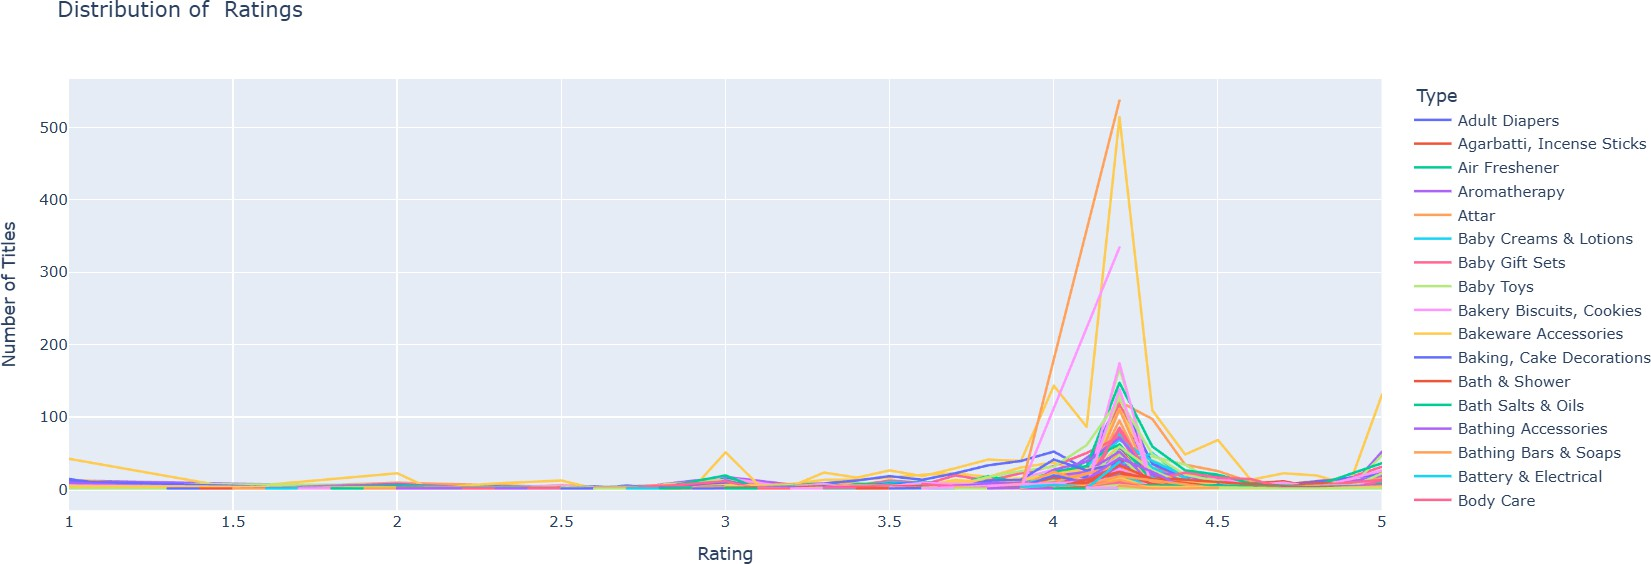 Distribution of  Ratings
Number of Titles
500
400
300
200
100
0
1 1.5 2 2.5 3 3.5 4 4.5 5
Rating
Type
Adult Diapers
Agarbatti, Incense Sticks
Air Freshener
Aromatherapy
Attar
Baby Creams & Lotions
Baby Gift Sets
Baby Toys
Bakery Biscuits, Cookies
Bakeware Accessories
Baking, Cake Decorations
Bath & Shower
Bath Salts & Oils
Bathing Accessories
Bathing Bars & Soaps
Battery & Electrical
Body Care